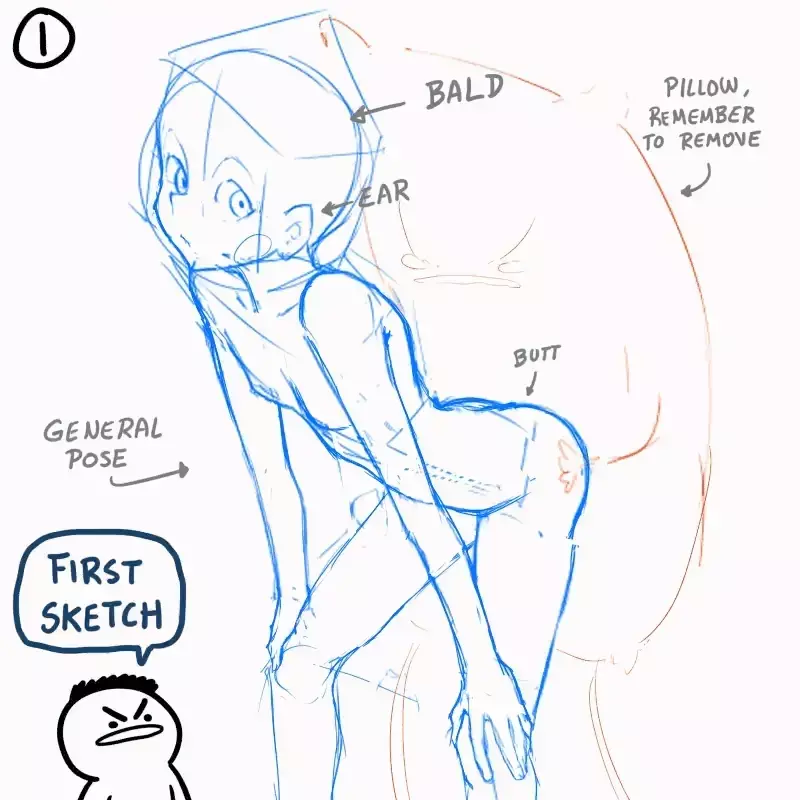 1
BALD
PILLOW,
REMEMBER
TO REMOVE
EAR
BUTT
GENERAL
POSE
FIRST
SKETCH